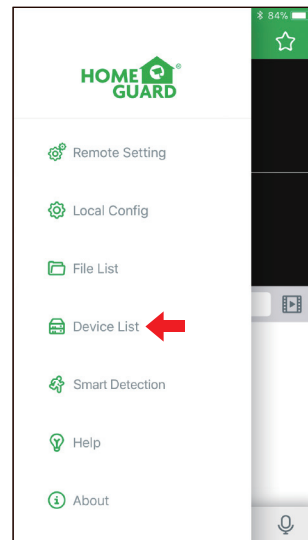 84%
HOME
GUARD®
Remote Setting
Local Config
File List
Device List
Smart Detection
Help
About